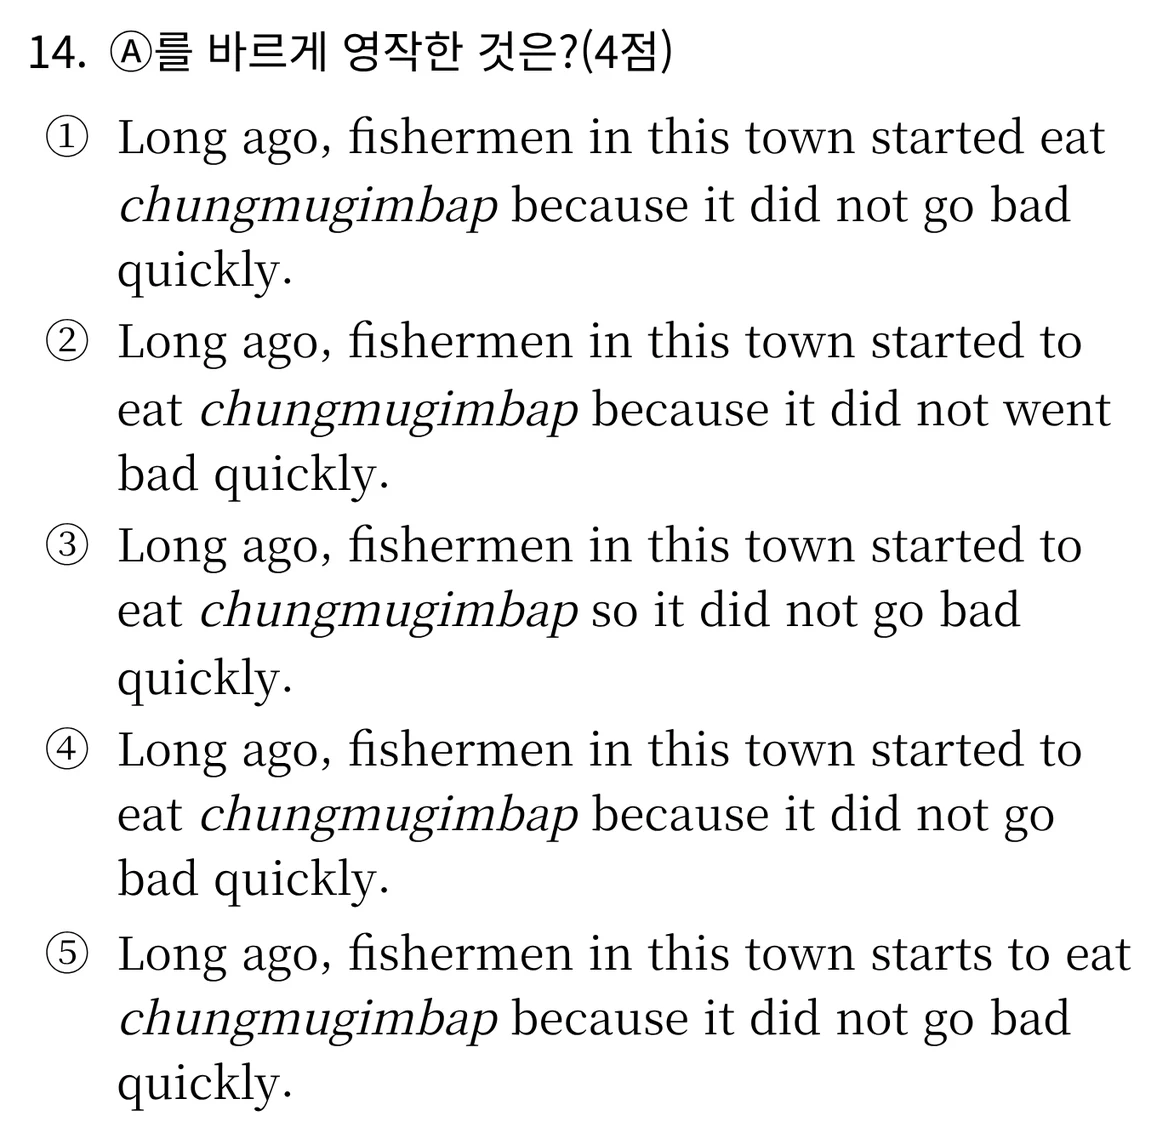 14. Ⓐ를 바르게 영작한 것은?(4점)
① Long ago, fishermen in this town started eat
chungmugimbap because it did not go bad
quickly.
② Long ago, fishermen in this town started to
eat chungmugimbap because it did not went
bad quickly.
③ Long ago, fishermen in this town started to
eat chungmugimbap so it did not go bad
quickly.
④ Long ago, fishermen in this town started to
eat chungmugimbap because it did not go
bad quickly.
⑤ Long ago, fishermen in this town starts to eat
chungmugimbap because it did not go bad
quickly.